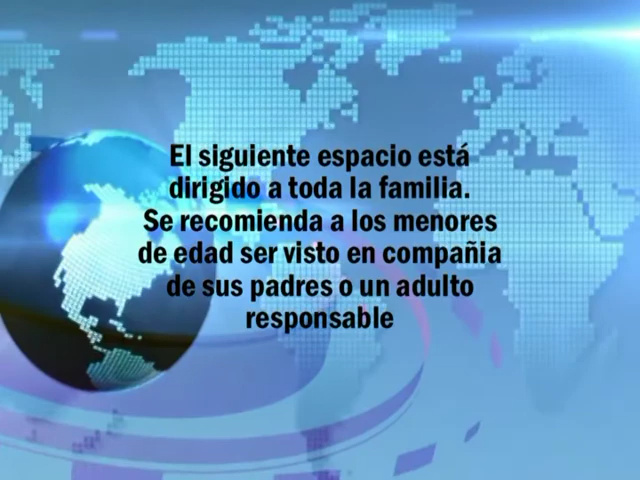 El siguiente espacio está
dirigido a toda la familia.
Se recomienda a los menores
de edad ser visto en compañia
de sus padres o un adulto
responsable